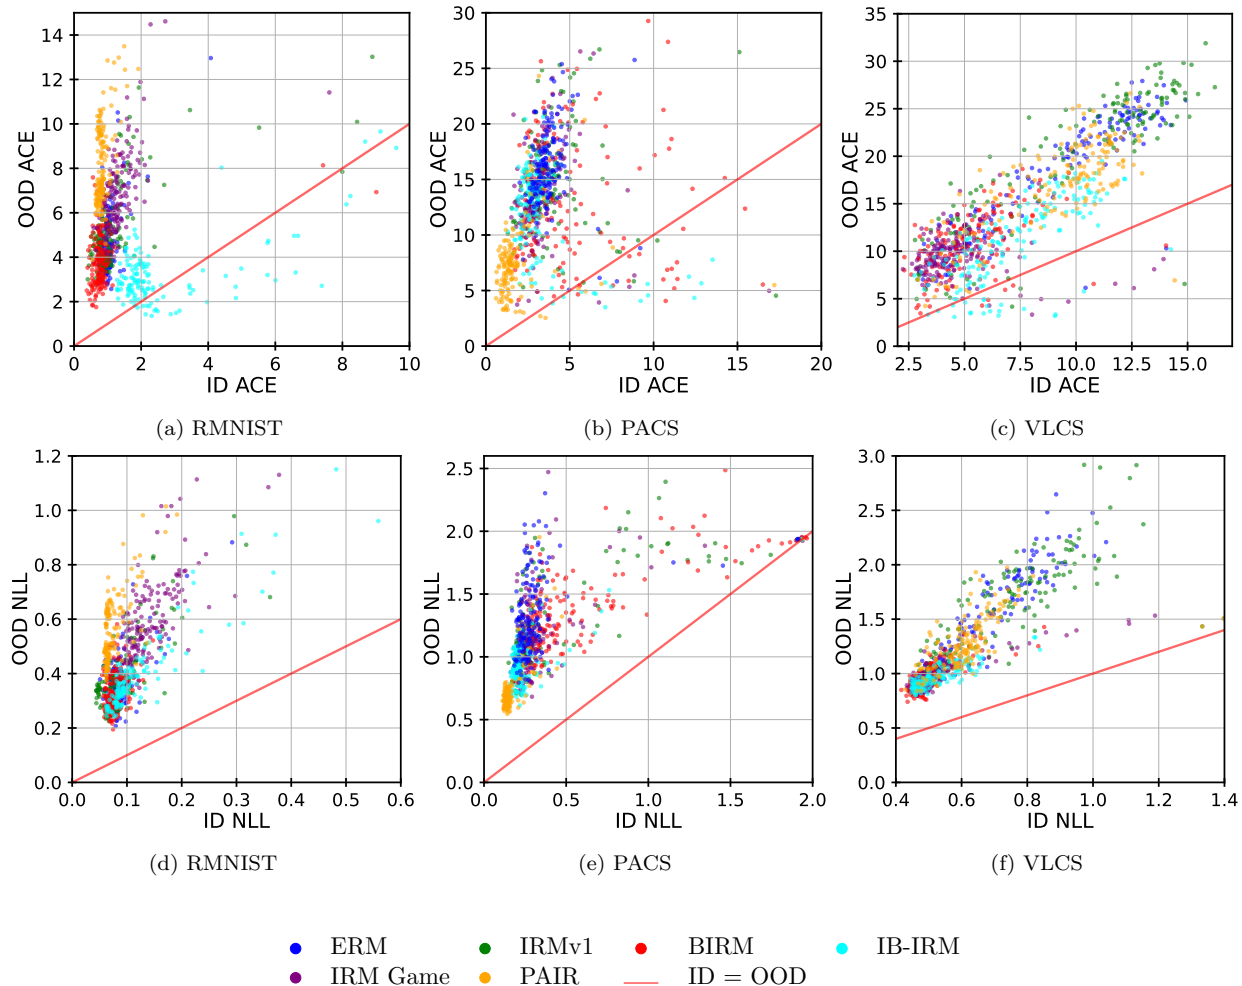 14
12
10
8
6
4
2
0
OOD ACE
0 2 4 6 8 10
ID ACE
(a) RMNIST
30
25
20
15
10
5
0
OOD ACE
0 5 10 15 20
ID ACE
(b) PACS
35
30
25
20
15
10
5
0
OOD ACE
2.5 5.0 7.5 10.0 12.5 15.0
ID ACE
(c) VLCS
1.2
1.0
0.8
0.6
0.4
0.2
0.0
OOD NLL
0.0 0.1 0.2 0.3 0.4 0.5 0.6
ID NLL
(d) RMNIST
2.5
2.0
1.5
1.0
0.5
0.0
OOD NLL
0.0 0.5 1.0 1.5 2.0
ID NLL
(e) PACS
3.0
2.5
2.0
1.5
1.0
0.5
0.0
OOD NLL
0.4 0.6 0.8 1.0 1.2 1.4
ID NLL
(f) VLCS
ERM IRMv1 BIRM IB-IRM
IRM Game PAIR ID = OOD